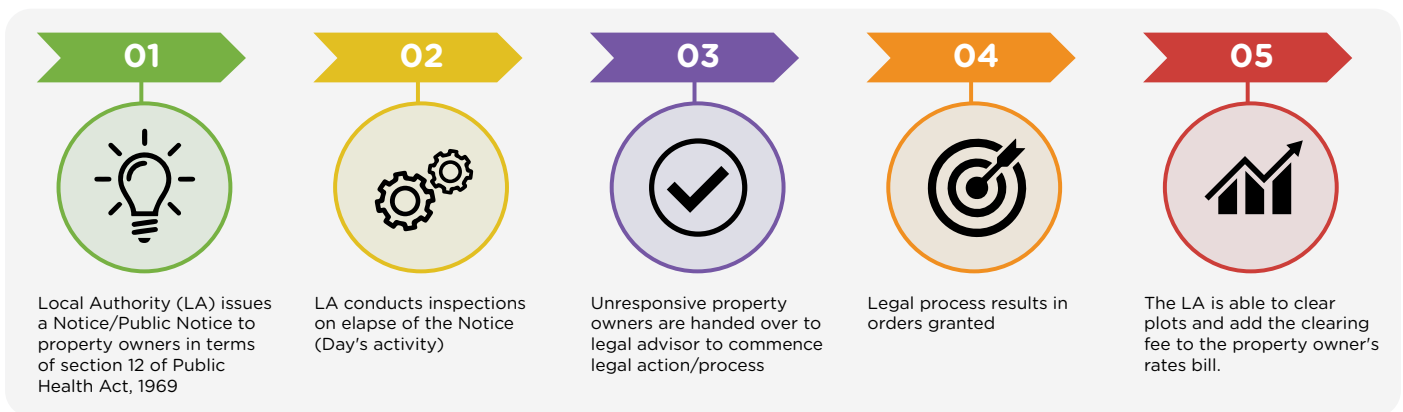 01
Local Authority (LA) issues
a Notice/Public Notice to
property owners in terms
of section 12 of Public
Health Act, 1969
02
LA conducts inspections
on elapse of the Notice
(Day's activity)
03
Unresponsive property
owners are handed over to
legal advisor to commence
legal action/process
04
Legal process results in
orders granted
05
The LA is able to clear
plots and add the clearing
fee to the property owner's
rates bill.